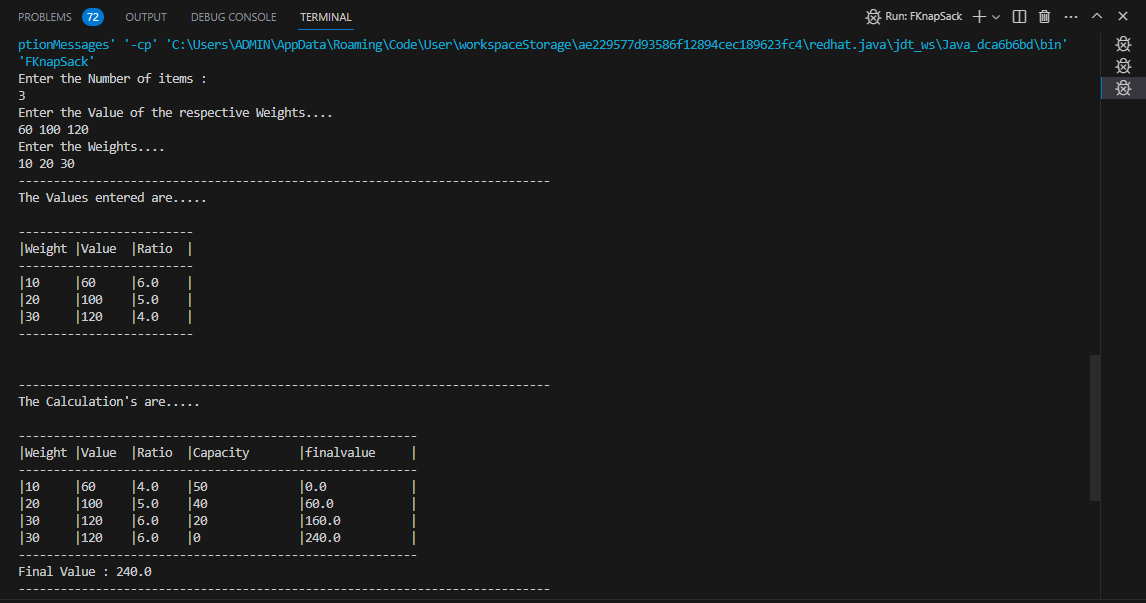 PROBLEMS 72 OUTPUT DEBUG CONSOLE TERMINAL Run: FKnapSack
ptionMessages' '-cp' 'C:\Users\ADMIN\AppData\Roaming\Code\User\workspaceStorage\ae229577d93586f12894cec189623fc4\redhat.java\jdt_ws\Java_dca6b6bd\bin'
'FKnapSack'
Enter the Number of items :
3
Enter the Value of the respective Weights....
60 100 120
Enter the Weights....
10 20 30
----------------------------------------------------------------------------
The Values entered are.....
-------------------------
|Weight |Value  |Ratio  |
-------------------------
|10     |60     |6.0    |
|20     |100    |5.0    |
|30     |120    |4.0    |
-------------------------
----------------------------------------------------------------------------
The Calculation's are.....
---------------------------------------------------------
|Weight |Value  |Ratio  |Capacity       |finalvalue     |
---------------------------------------------------------
|10     |60     |4.0    |50             |0.0            |
|20     |100    |5.0    |40             |60.0           |
|30     |120    |6.0    |20             |160.0          |
|30     |120    |6.0    |0              |240.0          |
---------------------------------------------------------
Final Value : 240.0
----------------------------------------------------------------------------